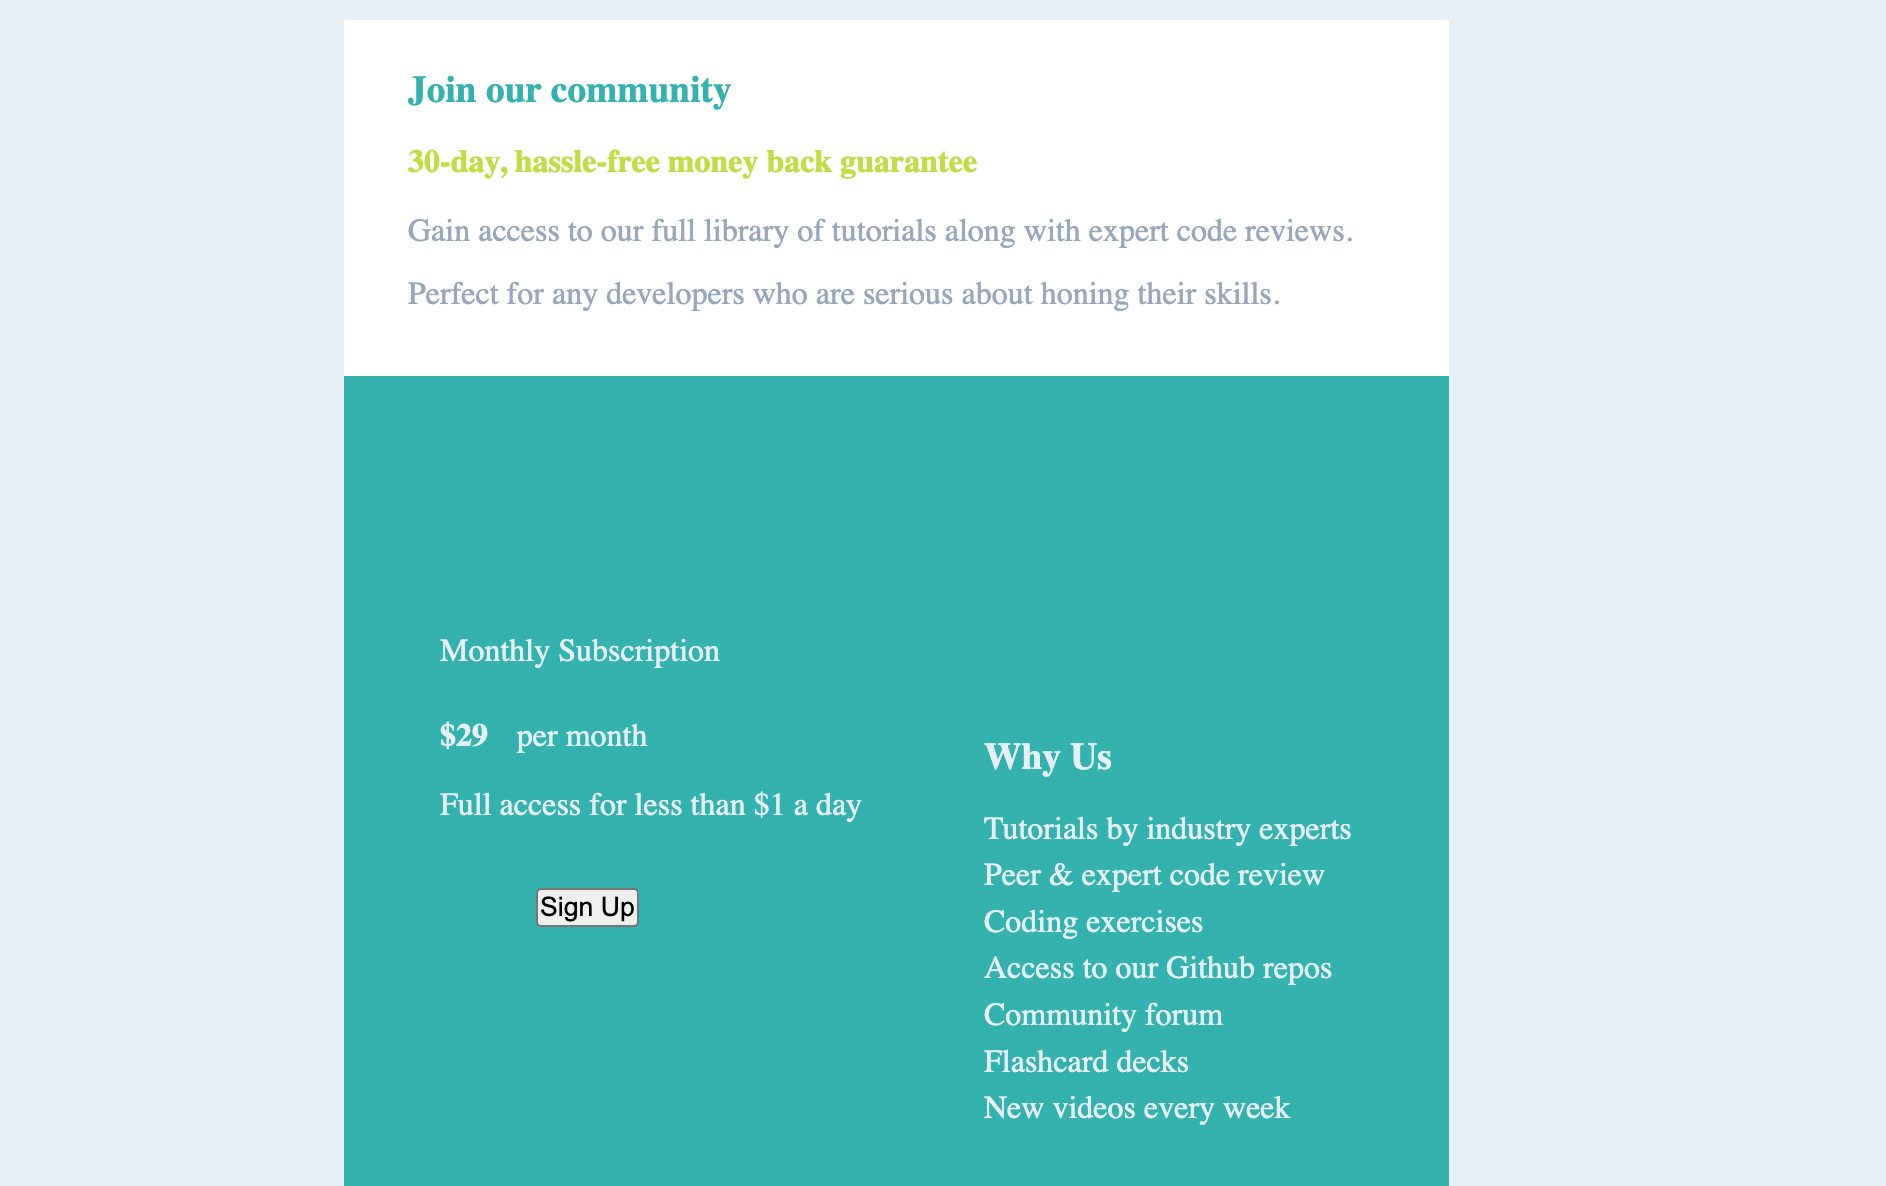 Join our community
30-day, hassle-free money back guarantee
Gain access to our full library of tutorials along with expert code reviews.
Perfect for any developers who are serious about honing their skills.
Monthly Subscription
$29 per month
Full access for less than $1 a day
Sign Up
Why Us
Tutorials by industry experts
Peer & expert code review
Coding exercises
Access to our Github repos
Community forum
Flashcard decks
New videos every week